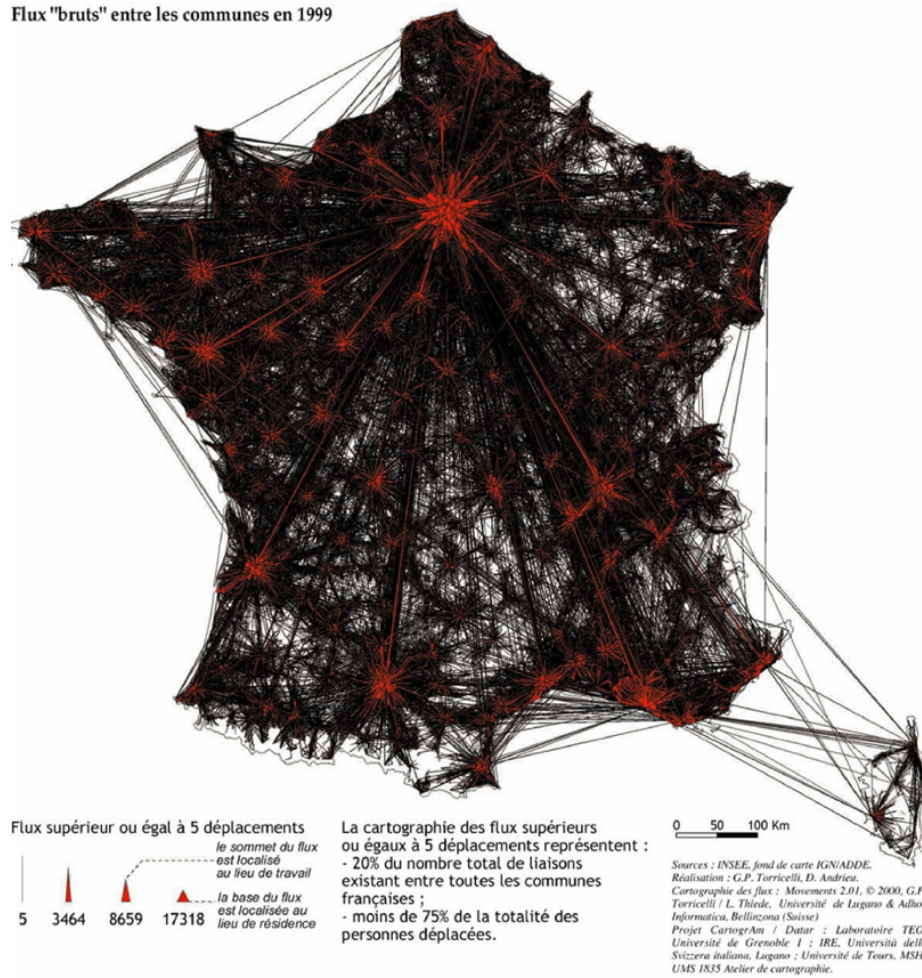 Flux "bruts" entre les communes en 1999
Flux supérieur ou égal à 5 déplacements
le sommet du flux
est localisé
au lieu de travail
la base du flux
est localisée au
lieu de résidence
5 3464 8659 17318
La cartographie des flux supérieurs
ou égaux à 5 déplacements représentent :
- 20% du nombre total de liaisons
existant entre toutes les communes
françaises ;
- moins de 75% de la totalité des
personnes déplacées.
0 50 100 Km
Sources : INSEE, fond de carte IGN/ADDE.
Réalisation : G.P. Torricelli, D. Andrieu.
Cartographie des flux : Movements 2.01, © 2000, G.P.
Torricelli / L. Thiede, Université de Lugano & Adhoc
Informatica, Bellinzona (Suisse)
Projet CartogrAm / Datar : Laboratoire TEO
Université de Grenoble 1 ; IRE, Università dell
Svizzera italiana, Lugano ; Université de Tours, MSH
UMS 1835 Atelier de cartographie.